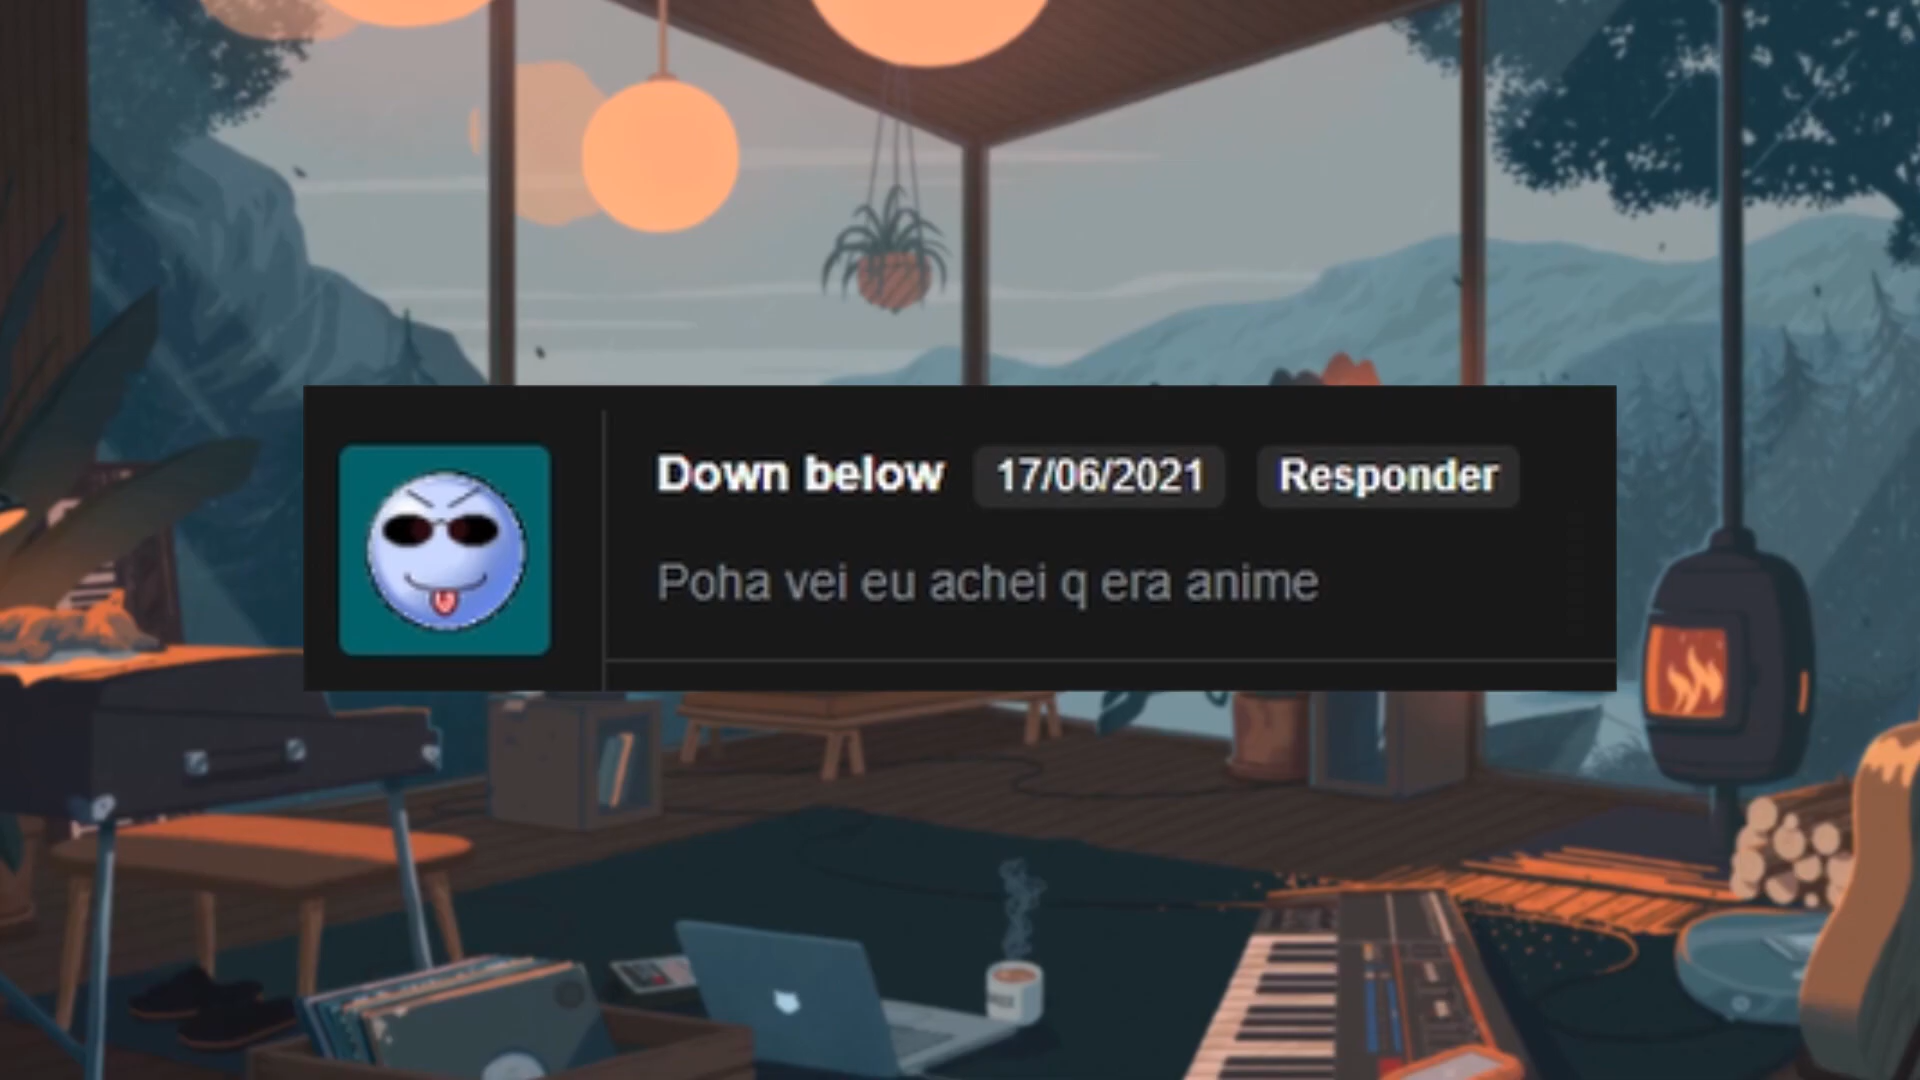 Down below 17/06/2021 Responder
Poha vei eu achei q era anime